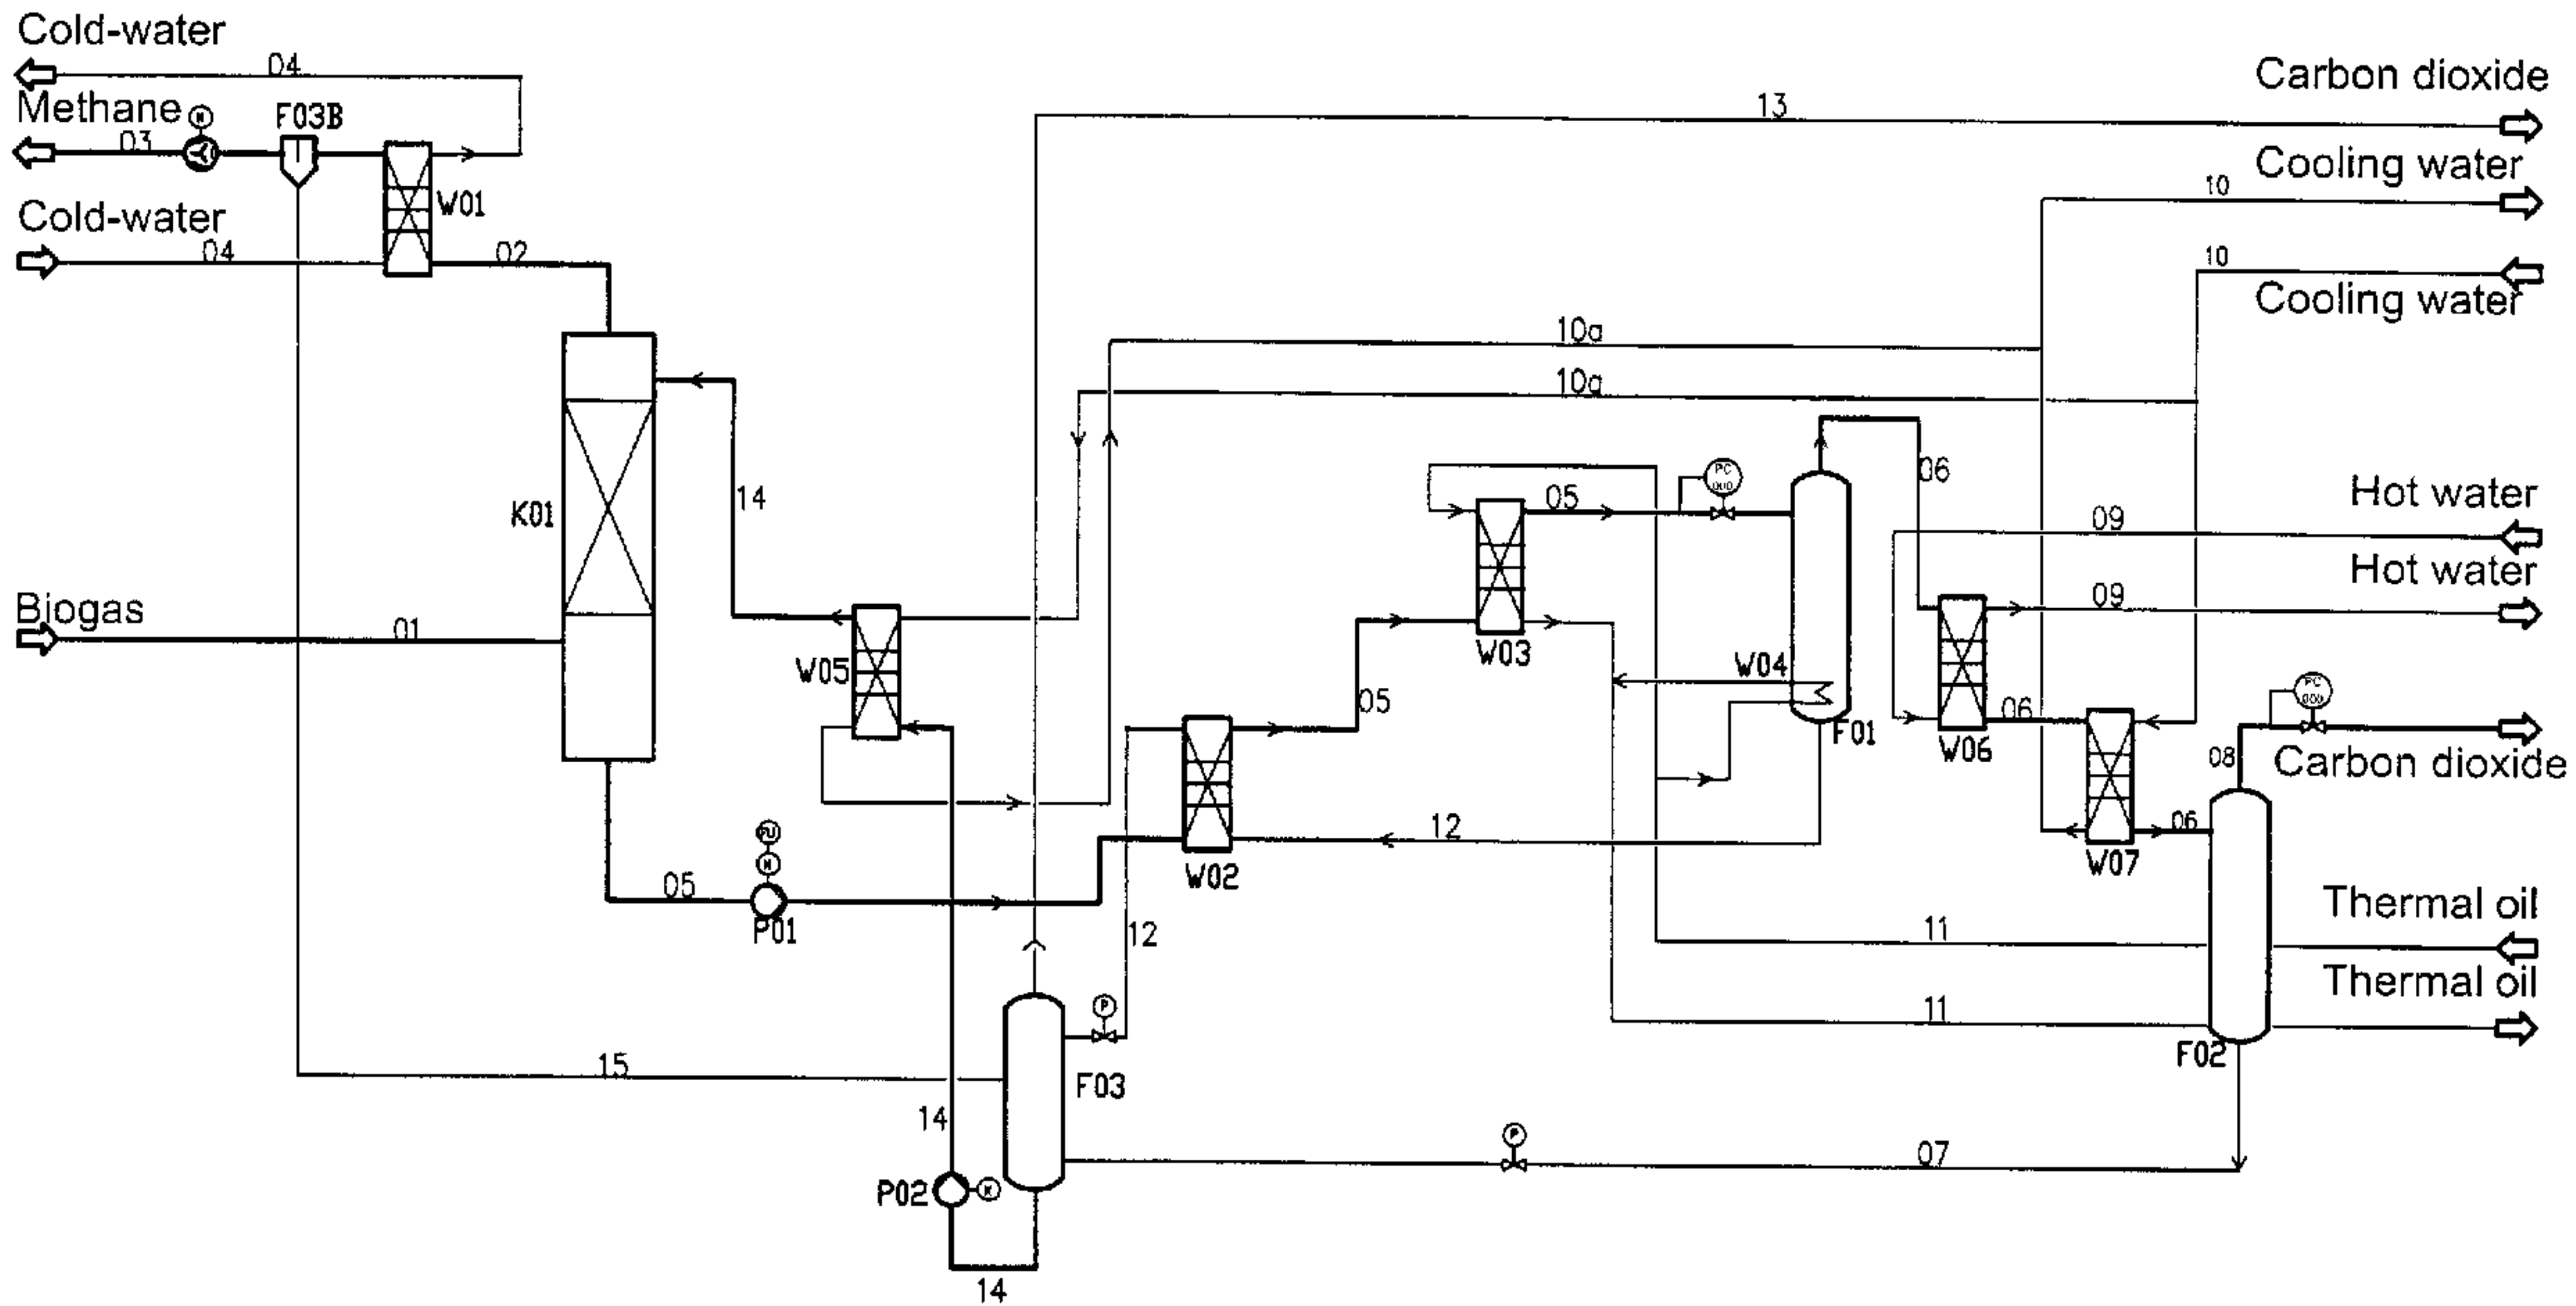 Cold-water
04
Carbon dioxide
13
Methane
03
N
F03B
Cooling water
10
W01
Cold-water
04
02
10
Cooling water
10a
10a
K01
14
06
PC
05
Hot water
09
Hot water
09
Biogas
01
W05
W03
W04
05
F01
06
W06
PC
000
08
Carbon dioxide
W07
06
12
W02
05
P01
12
Thermal oil
11
Thermal oil
11
F02
P
F03
15
14
P
07
P02
14